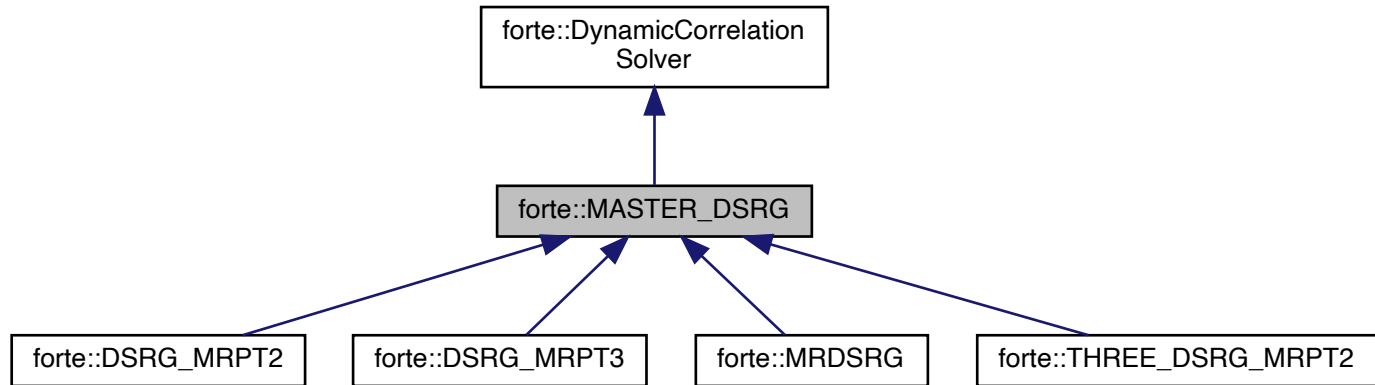 forte::DynamicCorrelation
Solver
forte::MASTER_DSRG
forte::DSRG_MRPT2
forte::DSRG_MRPT3
forte::MRDSRG
forte::THREE_DSRG_MRPT2